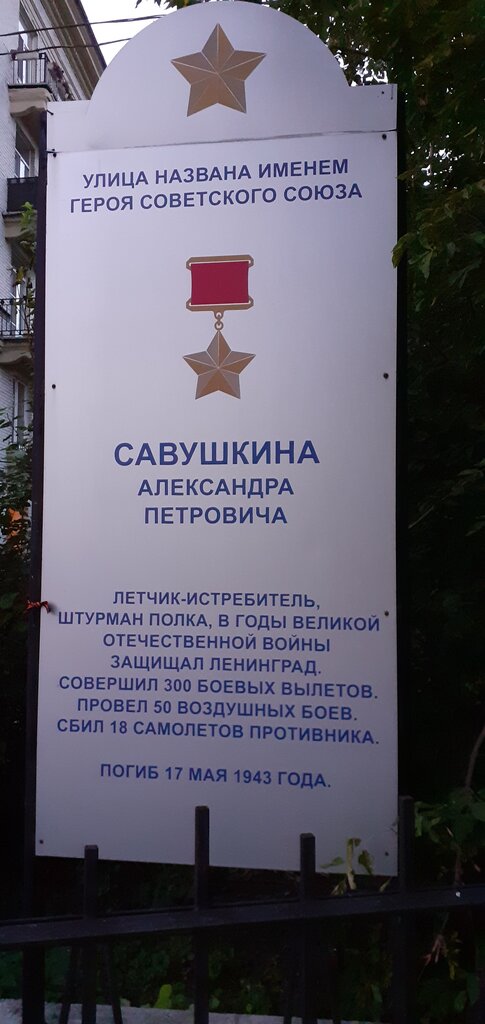 УЛИЦА НАЗВАНА ИМЕНЕМ
ГЕРОЯ СОВЕТСКОГО СОЮЗА
САВУШКИНА
АЛЕКСАНДРА
ПЕТРОВИЧА
ЛЕТЧИК-ИСТРЕБИТЕЛЬ,
ШТУРМАН ПОЛКА, В ГОДЫ ВЕЛИКОЙ
ОТЕЧЕСТВЕННОЙ ВОЙНЫ
ЗАЩИЩАЛ ЛЕНИНГРАД.
СОВЕРШИЛ 300 БОЕВЫХ ВЫЛЕТОВ.
ПРОВЕЛ 50 ВОЗДУШНЫХ БОЕВ.
СБИЛ 18 САМОЛЕТОВ ПРОТИВНИКА.
ПОГИБ 17 МАЯ 1943 ГОДА.